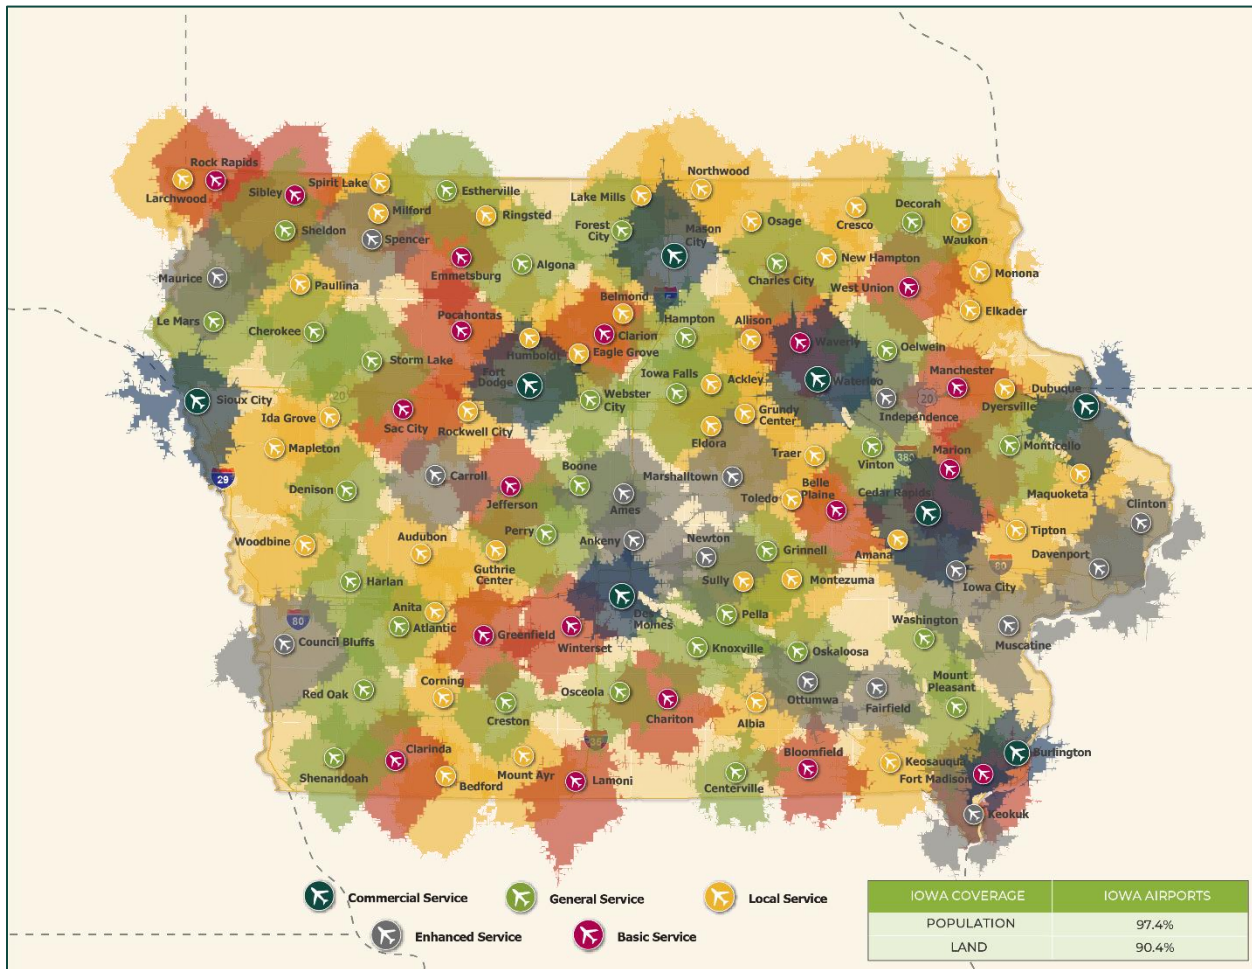 Rock Rapids
Northwood
Larchwood
Sibley
Spirit Lake
Estherville
Lake Mills
Decorah
Milford
Ringsted
Forest
City
Mason
City
Osage
Cresco
Waukon
Sheldon
Spencer
Maurice
Emmetsburg
Algona
New Hampton
Charles City
West Union
Monona
Paullina
Belmond
Elkader
Le Mars
Cherokee
Pocahontas
Clarion
Hampton
Allison
Waverly
Oelwein
Humboldt
Eagle Grove
Storm Lake
Fort
Dodge
Iowa Falls
Ackley
Waterloo
Manchester
Dubuque
Sioux City
20
Webster
City
Independence
20
Dyersville
Ida Grove
Sac City
Rockwell City
Grundy
Center
Eldora
Mapleton
Traer
Vinton
380
Marion
Monticello
29
Carroll
Boone
Marshalltown
Belle
Plaine
Cedar Rapids
Maquoketa
Denison
Jefferson
Ames
Toledo
Clinton
Woodbine
Audubon
Perry
Ankeny
Newton
Grinnell
Amana
Tipton
Davenport
Guthrie
Center
80
Harlan
Sully
Montezuma
Iowa City
Anita
Des
Moines
80
Atlantic
Greenfield
Winterset
Pella
Washington
Muscatine
Council Bluffs
Knoxville
Oskaloosa
Red Oak
Corning
Osceola
Mount
Pleasant
Creston
Chariton
Albia
Ottumwa
Fairfield
35
Clarinda
Bloomfield
Burlington
Keosauqua
Shenandoah
Mount Ayr
Bedford
Lamoni
Centerville
Fort Madison
Keokuk
Commercial Service
General Service
Local Service
Enhanced Service
Basic Service
IOWA COVERAGE IOWA AIRPORTS
POPULATION 97.4%
LAND 90.4%